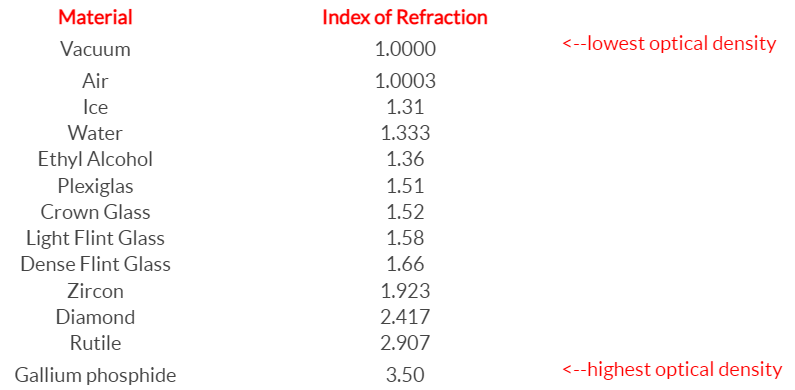 Material Index of Refraction
Vacuum 1.0000 <--lowest optical density
Air 1.0003
Ice 1.31
Water 1.333
Ethyl Alcohol 1.36
Plexiglas 1.51
Crown Glass 1.52
Light Flint Glass 1.58
Dense Flint Glass 1.66
Zircon 1.923
Diamond 2.417
Rutile 2.907
Gallium phosphide 3.50 <--highest optical density